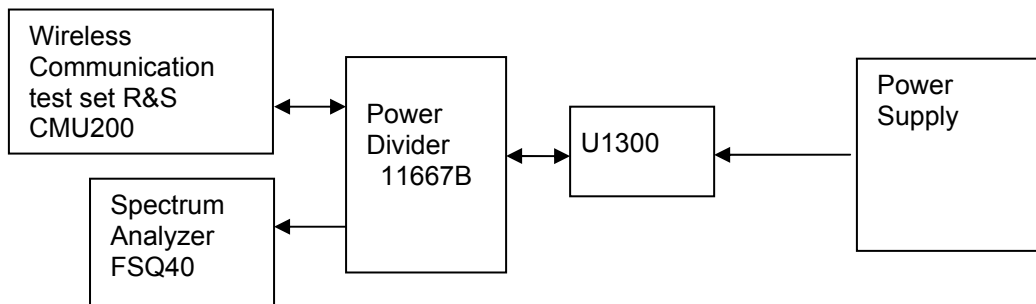 Wireless
Communication
test set R&S
CMU200
Power
Divider
11667B
U1300
Power
Supply
Spectrum
Analyzer
FSQ40